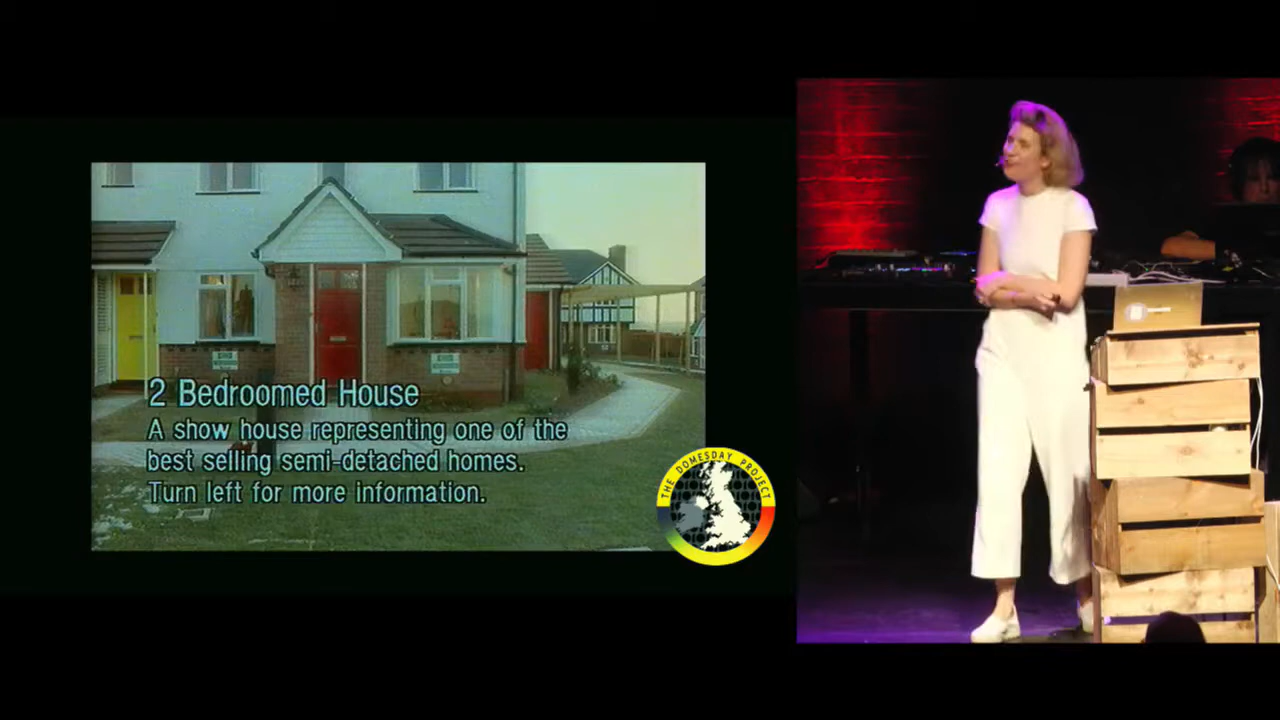 2 Bedroomed House
A show house representing one of the
best selling semi-detached homes.
Turn left for more information.
THE DOMESDAY PROJECT